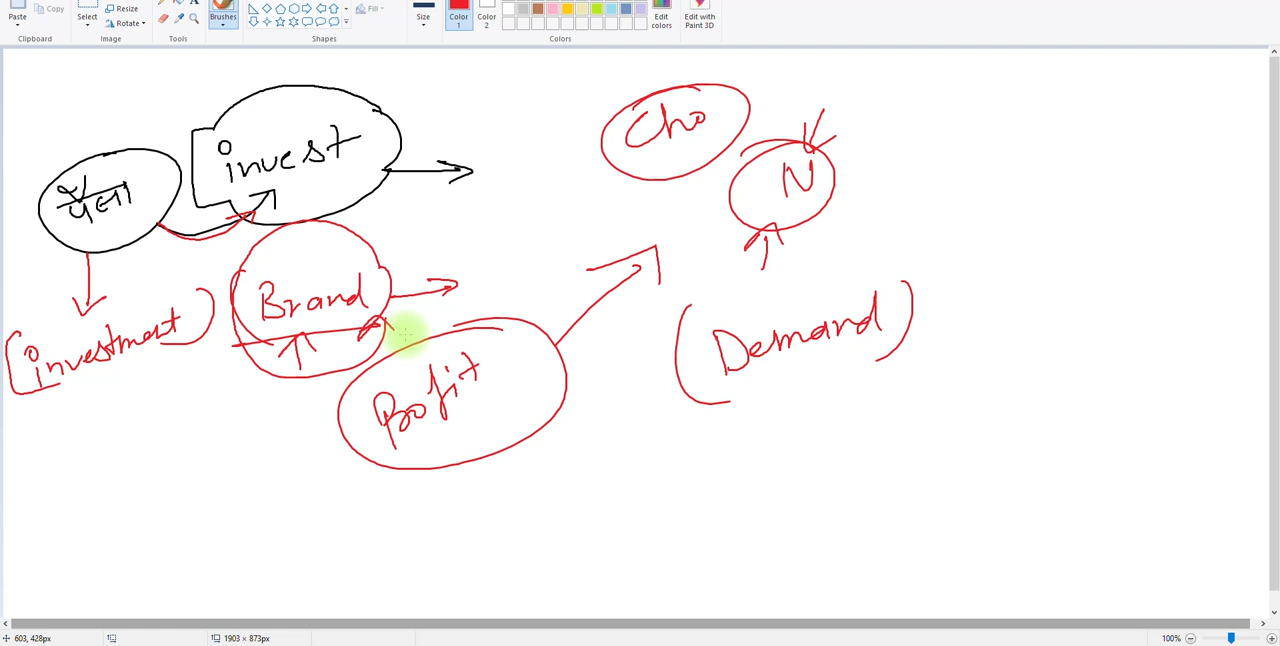 Paste
Copy
Select
Resize
Rotate
A
Brushes
Fill
Size
Color
1
Color
2
Edit
colors
Edit with
Paint 3D
Clipboard
Image
Tools
Shapes
Colors
Cho
invest
पैसा
N
Brand
investment
Demand
Profit
603, 428px
1903 × 873px
100%